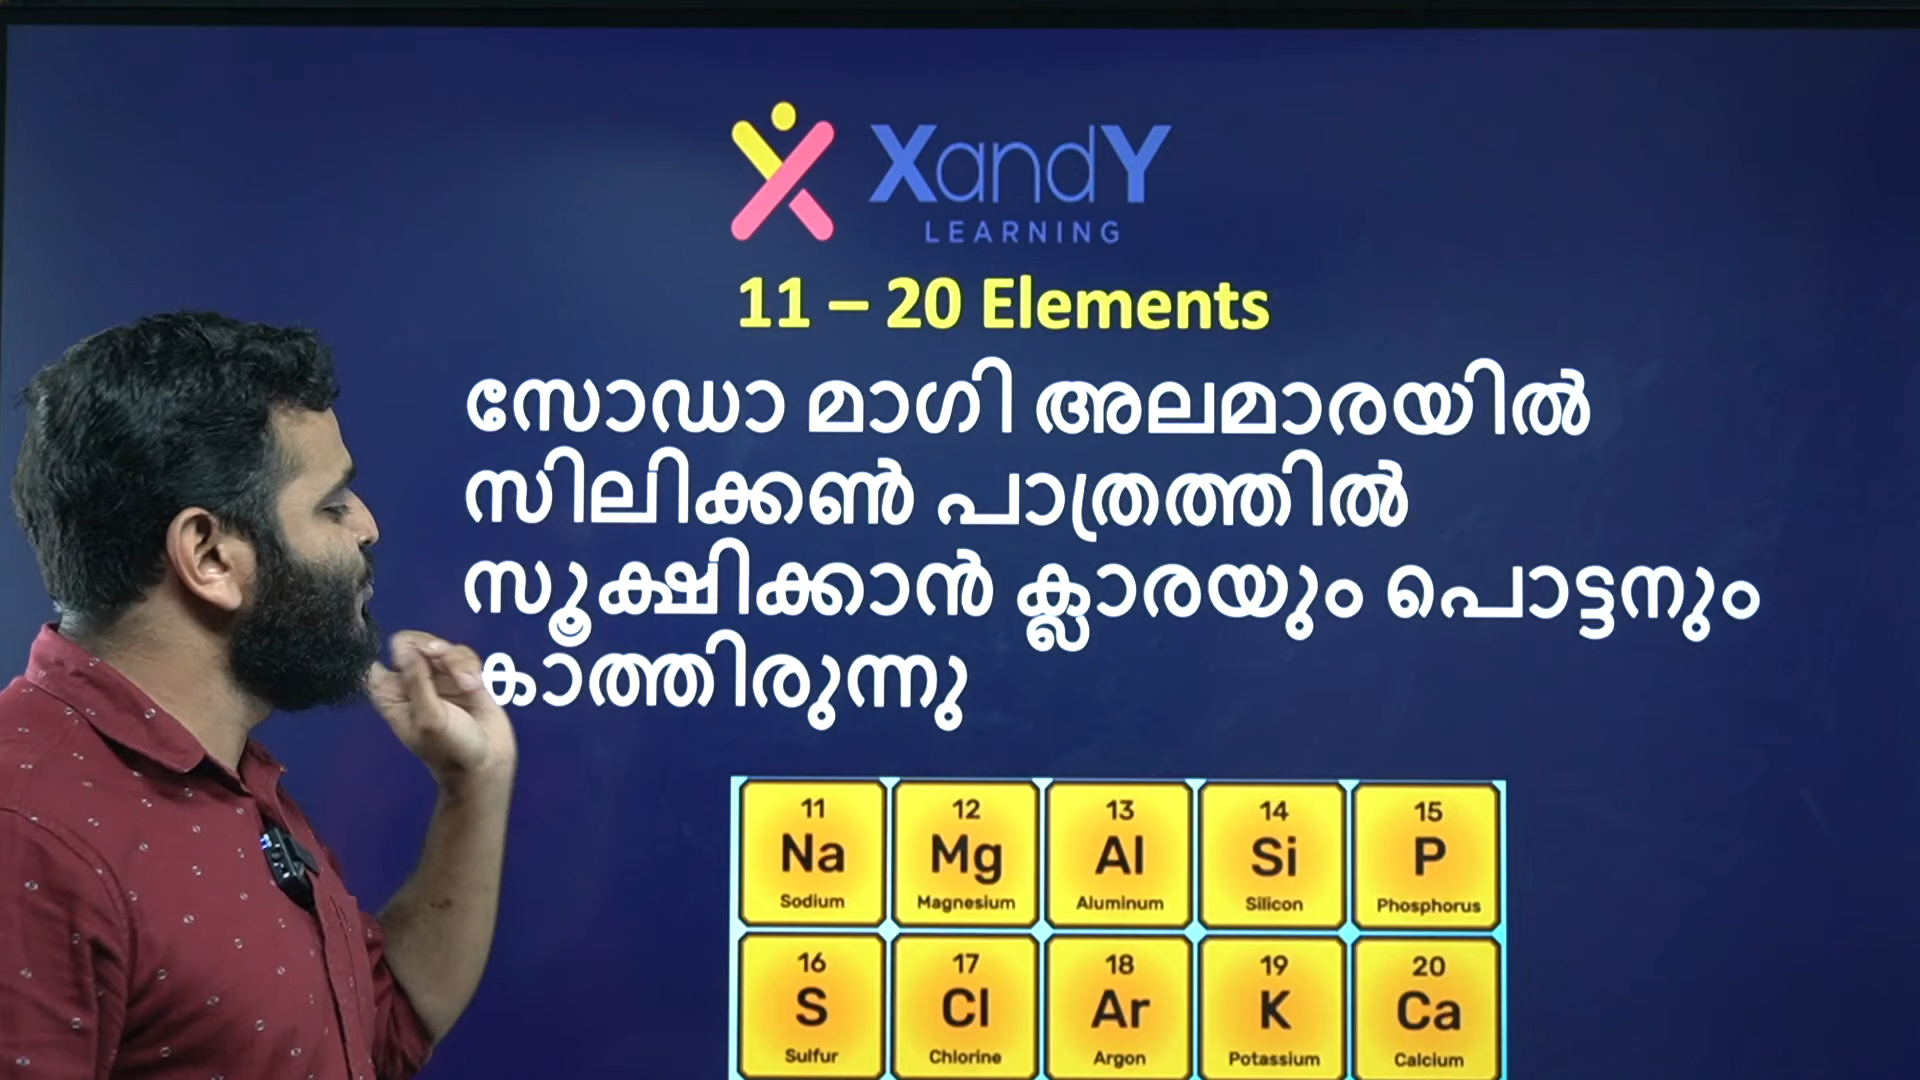 XandY
LEARNING
11 – 20 Elements
സോഡാ മാഗി അലമാരയിൽ
സിലിക്കൺ പാത്രത്തിൽ
സൂക്ഷിക്കാൻ ക്ലാരയും പൊട്ടനും
കാത്തിരുന്നു
11 12 13 14 15
Na Mg Al Si P
Sodium Magnesium Aluminum Silicon Phosphorus
16 17 18 19 20
S Cl Ar K Ca
Sulfur Chlorine Argon Potassium Calcium